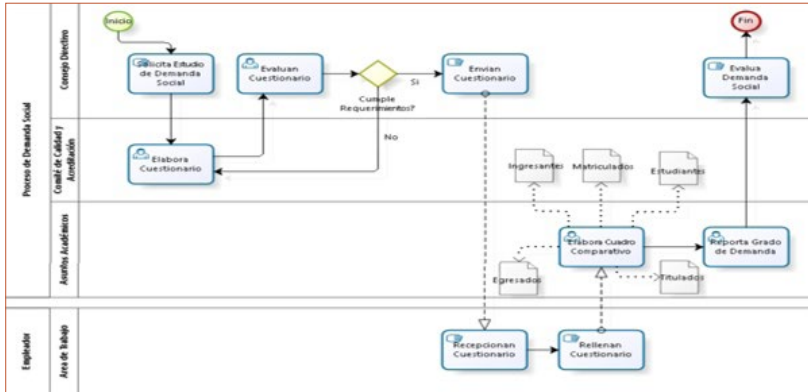 Inicio
Fin
Proceso de Demanda Social
Consejo Directivo
Solicita Estudio
de Demanda
Social
Evaluan
Cuestionario
Cumple
Requerimientos?
Si
No
Envian
Cuestionario
Evalua
Demanda
Social
Comité de Calidad y
Acreditación
Elabora
Cuestionario
Ingresantes
Matriculados
Estudiantes
Asuntos Académicos
Elabora Cuadro
Comparativo
Reporta Grado
de Demanda
Egresados
Titulados
Empleador
Area de Trabajo
Recepcionan
Cuestionario
Rellenan
Cuestionario